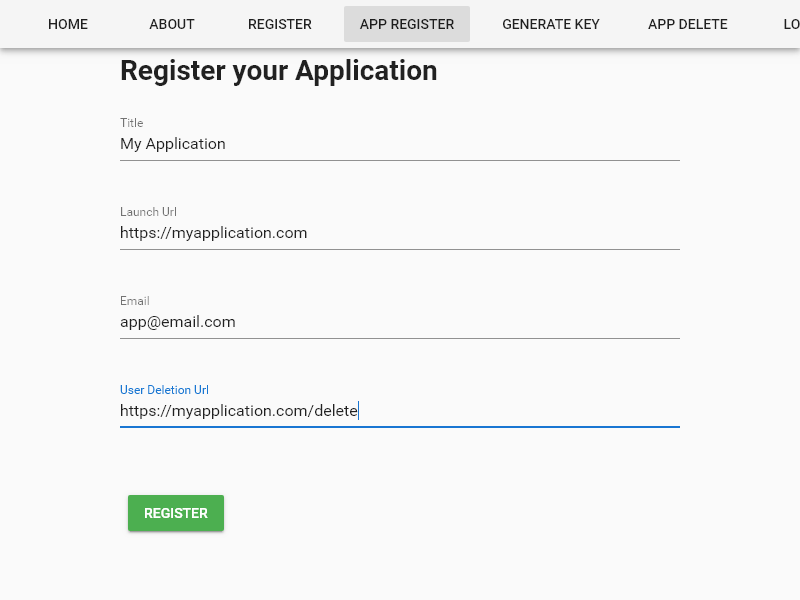 HOME ABOUT REGISTER APP REGISTER GENERATE KEY APP DELETE LO
Register your Application
Title
My Application
Launch Url
https://myapplication.com
Email
app@email.com
User Deletion Url
https://myapplication.com/delete
REGISTER